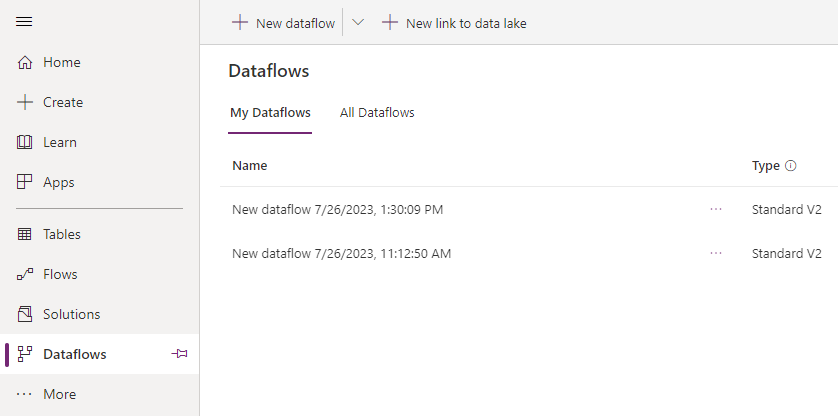 New dataflow
New link to data lake
Home
Create
Learn
Apps
Tables
Flows
Solutions
Dataflows
More
Dataflows
My Dataflows
All Dataflows
Name
Type
New dataflow 7/26/2023, 1:30:09 PM
...
Standard V2
New dataflow 7/26/2023, 11:12:50 AM
...
Standard V2